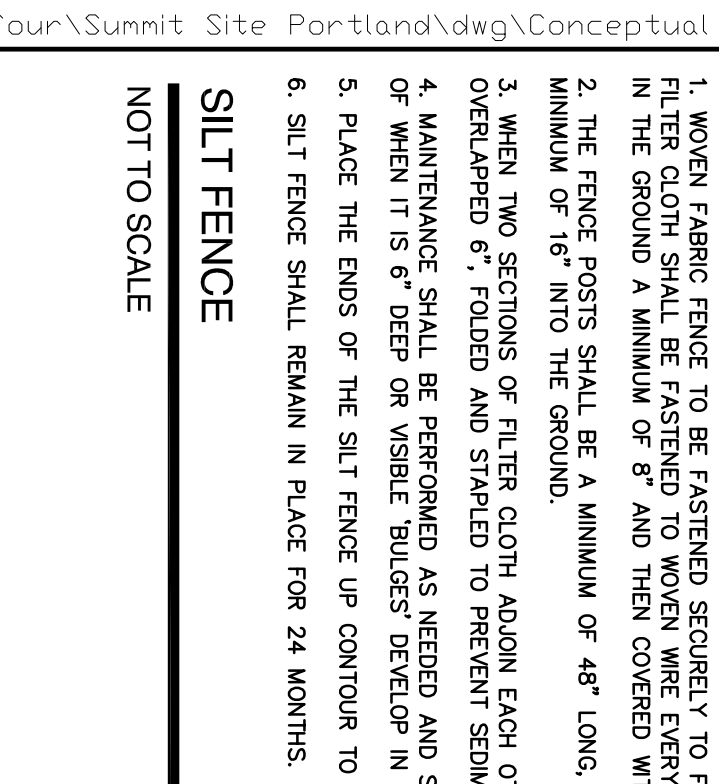 our\Summit Site Portland\dwg\Conceptual
1. WOVEN FABRIC FENCE TO BE FASTENED SECURELY TO
FILTER CLOTH SHALL BE FASTENED TO WOVEN WIRE EVERY
IN THE GROUND A MINIMUM OF 8" AND THEN COVERED
2. THE FENCE POSTS SHALL BE A MINIMUM OF 48" LONG,
MINIMUM OF 16" INTO THE GROUND.
3. WHEN TWO SECTIONS OF FILTER CLOTH ADJOIN EACH
OVERLAPPED 6", FOLDED AND STAPLED TO PREVENT
4. MAINTENANCE SHALL BE PERFORMED AS NEEDED AND
OF WHEN IT IS 6" DEEP OR VISIBLE 'BULGES' DEVELOP IN
5. PLACE THE ENDS OF THE SILT FENCE UP CONTOUR TO
6. SILT FENCE SHALL REMAIN IN PLACE FOR 24 MONTHS.
SILT FENCE
NOT TO SCALE